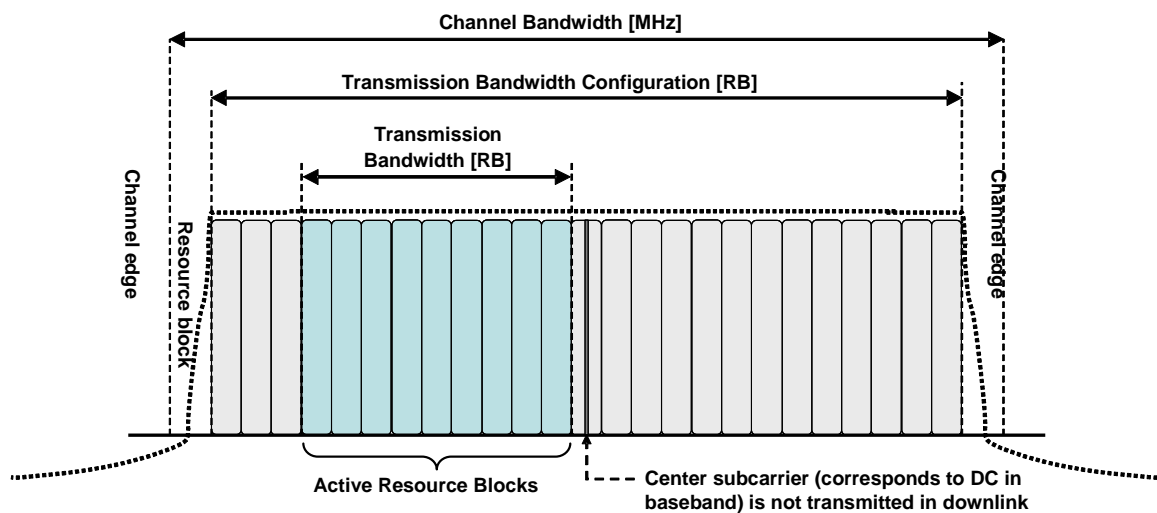 Channel Bandwidth [MHz]
Transmission Bandwidth Configuration [RB]
Transmission
Bandwidth [RB]
Channel edge
Resource block
Channel edge
Active Resource Blocks
Center subcarrier (corresponds to DC in
baseband) is not transmitted in downlink